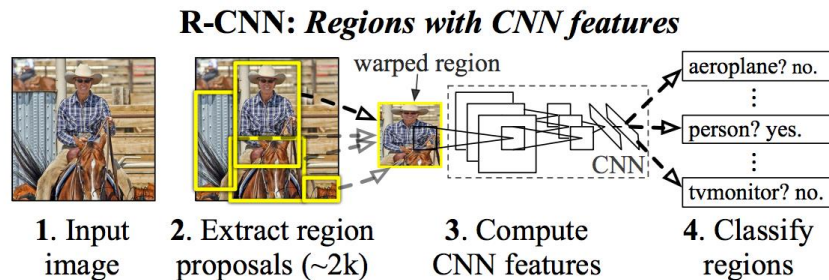 R-CNN: Regions with CNN features
warped region
aeroplane? no.
⋮
person? yes.
⋮
tvmonitor? no.
CNN
1. Input
image
2. Extract region
proposals (~2k)
3. Compute
CNN features
4. Classify
regions